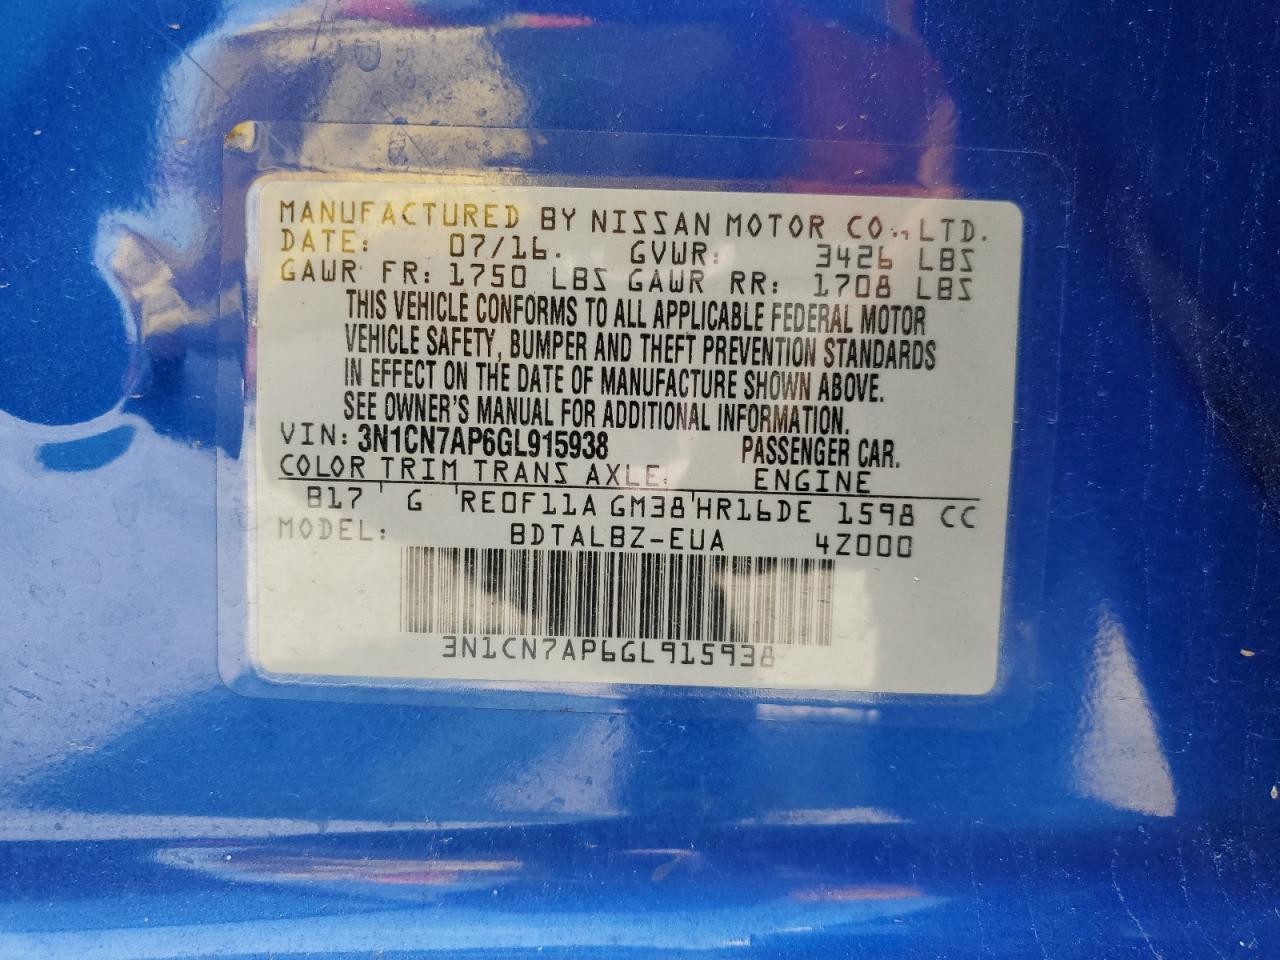 MANUFACTURED BY NISSAN MOTOR CO., LTD.
DATE: 07/16. GVWR: 3426 LBS
GAWR FR: 1750 LBS GAWR RR: 1708 LBS
THIS VEHICLE CONFORMS TO ALL APPLICABLE FEDERAL MOTOR
VEHICLE SAFETY, BUMPER AND THEFT PREVENTION STANDARDS
IN EFFECT ON THE DATE OF MANUFACTURE SHOWN ABOVE.
SEE OWNER'S MANUAL FOR ADDITIONAL INFORMATION.
VIN: 3N1CN7AP6GL915938 PASSENGER CAR.
COLOR TRIM TRANS AXLE ENGINE
B17 G RE0F11A GM38 HR16DE 1598 CC
MODEL: BDTALBZ-EUA 4Z000
3N1CN7AP6GL915938